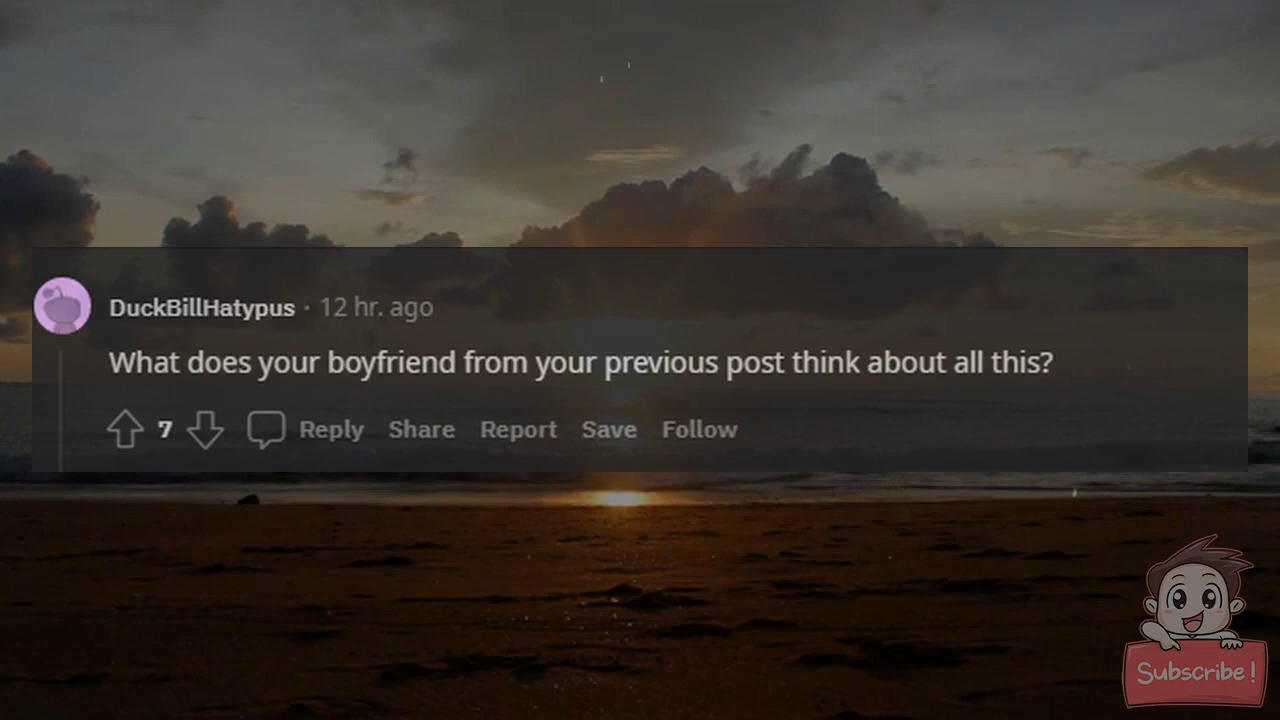 DuckBillHatypus · 12 hr. ago
What does your boyfriend from your previous post think about all this?
7 Reply Share Report Save Follow
Subscribe!